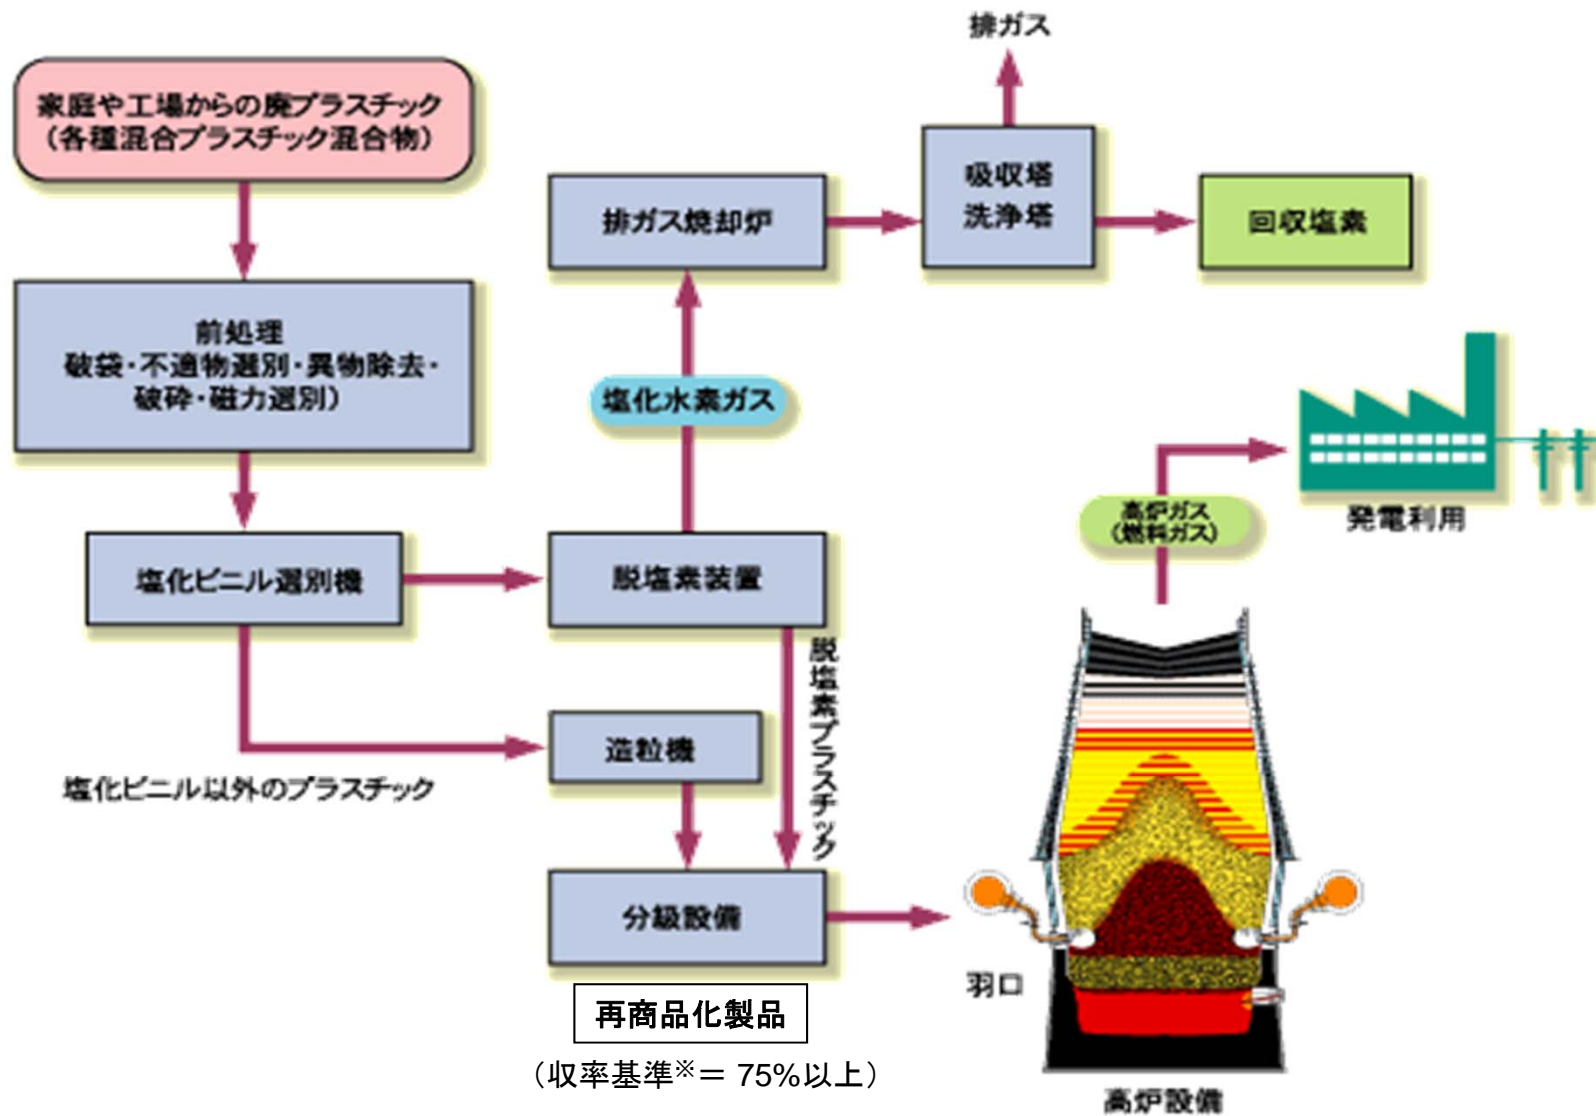 家庭や工場からの廃プラスチック
（各種混合プラスチック混合物）
前処理
破袋・不適物選別・異物除去・
破砕・磁力選別）
塩化ビニル選別機
塩化ビニル以外のプラスチック
排ガス
吸収塔
洗浄塔
排ガス焼却炉
回収塩素
塩化水素ガス
脱塩素装置
脱塩素プラスチック
造粒機
分級設備
再商品化製品
（収率基準※＝ 75%以上）
高炉ガス
（燃料ガス）
発電利用
羽口
高炉設備